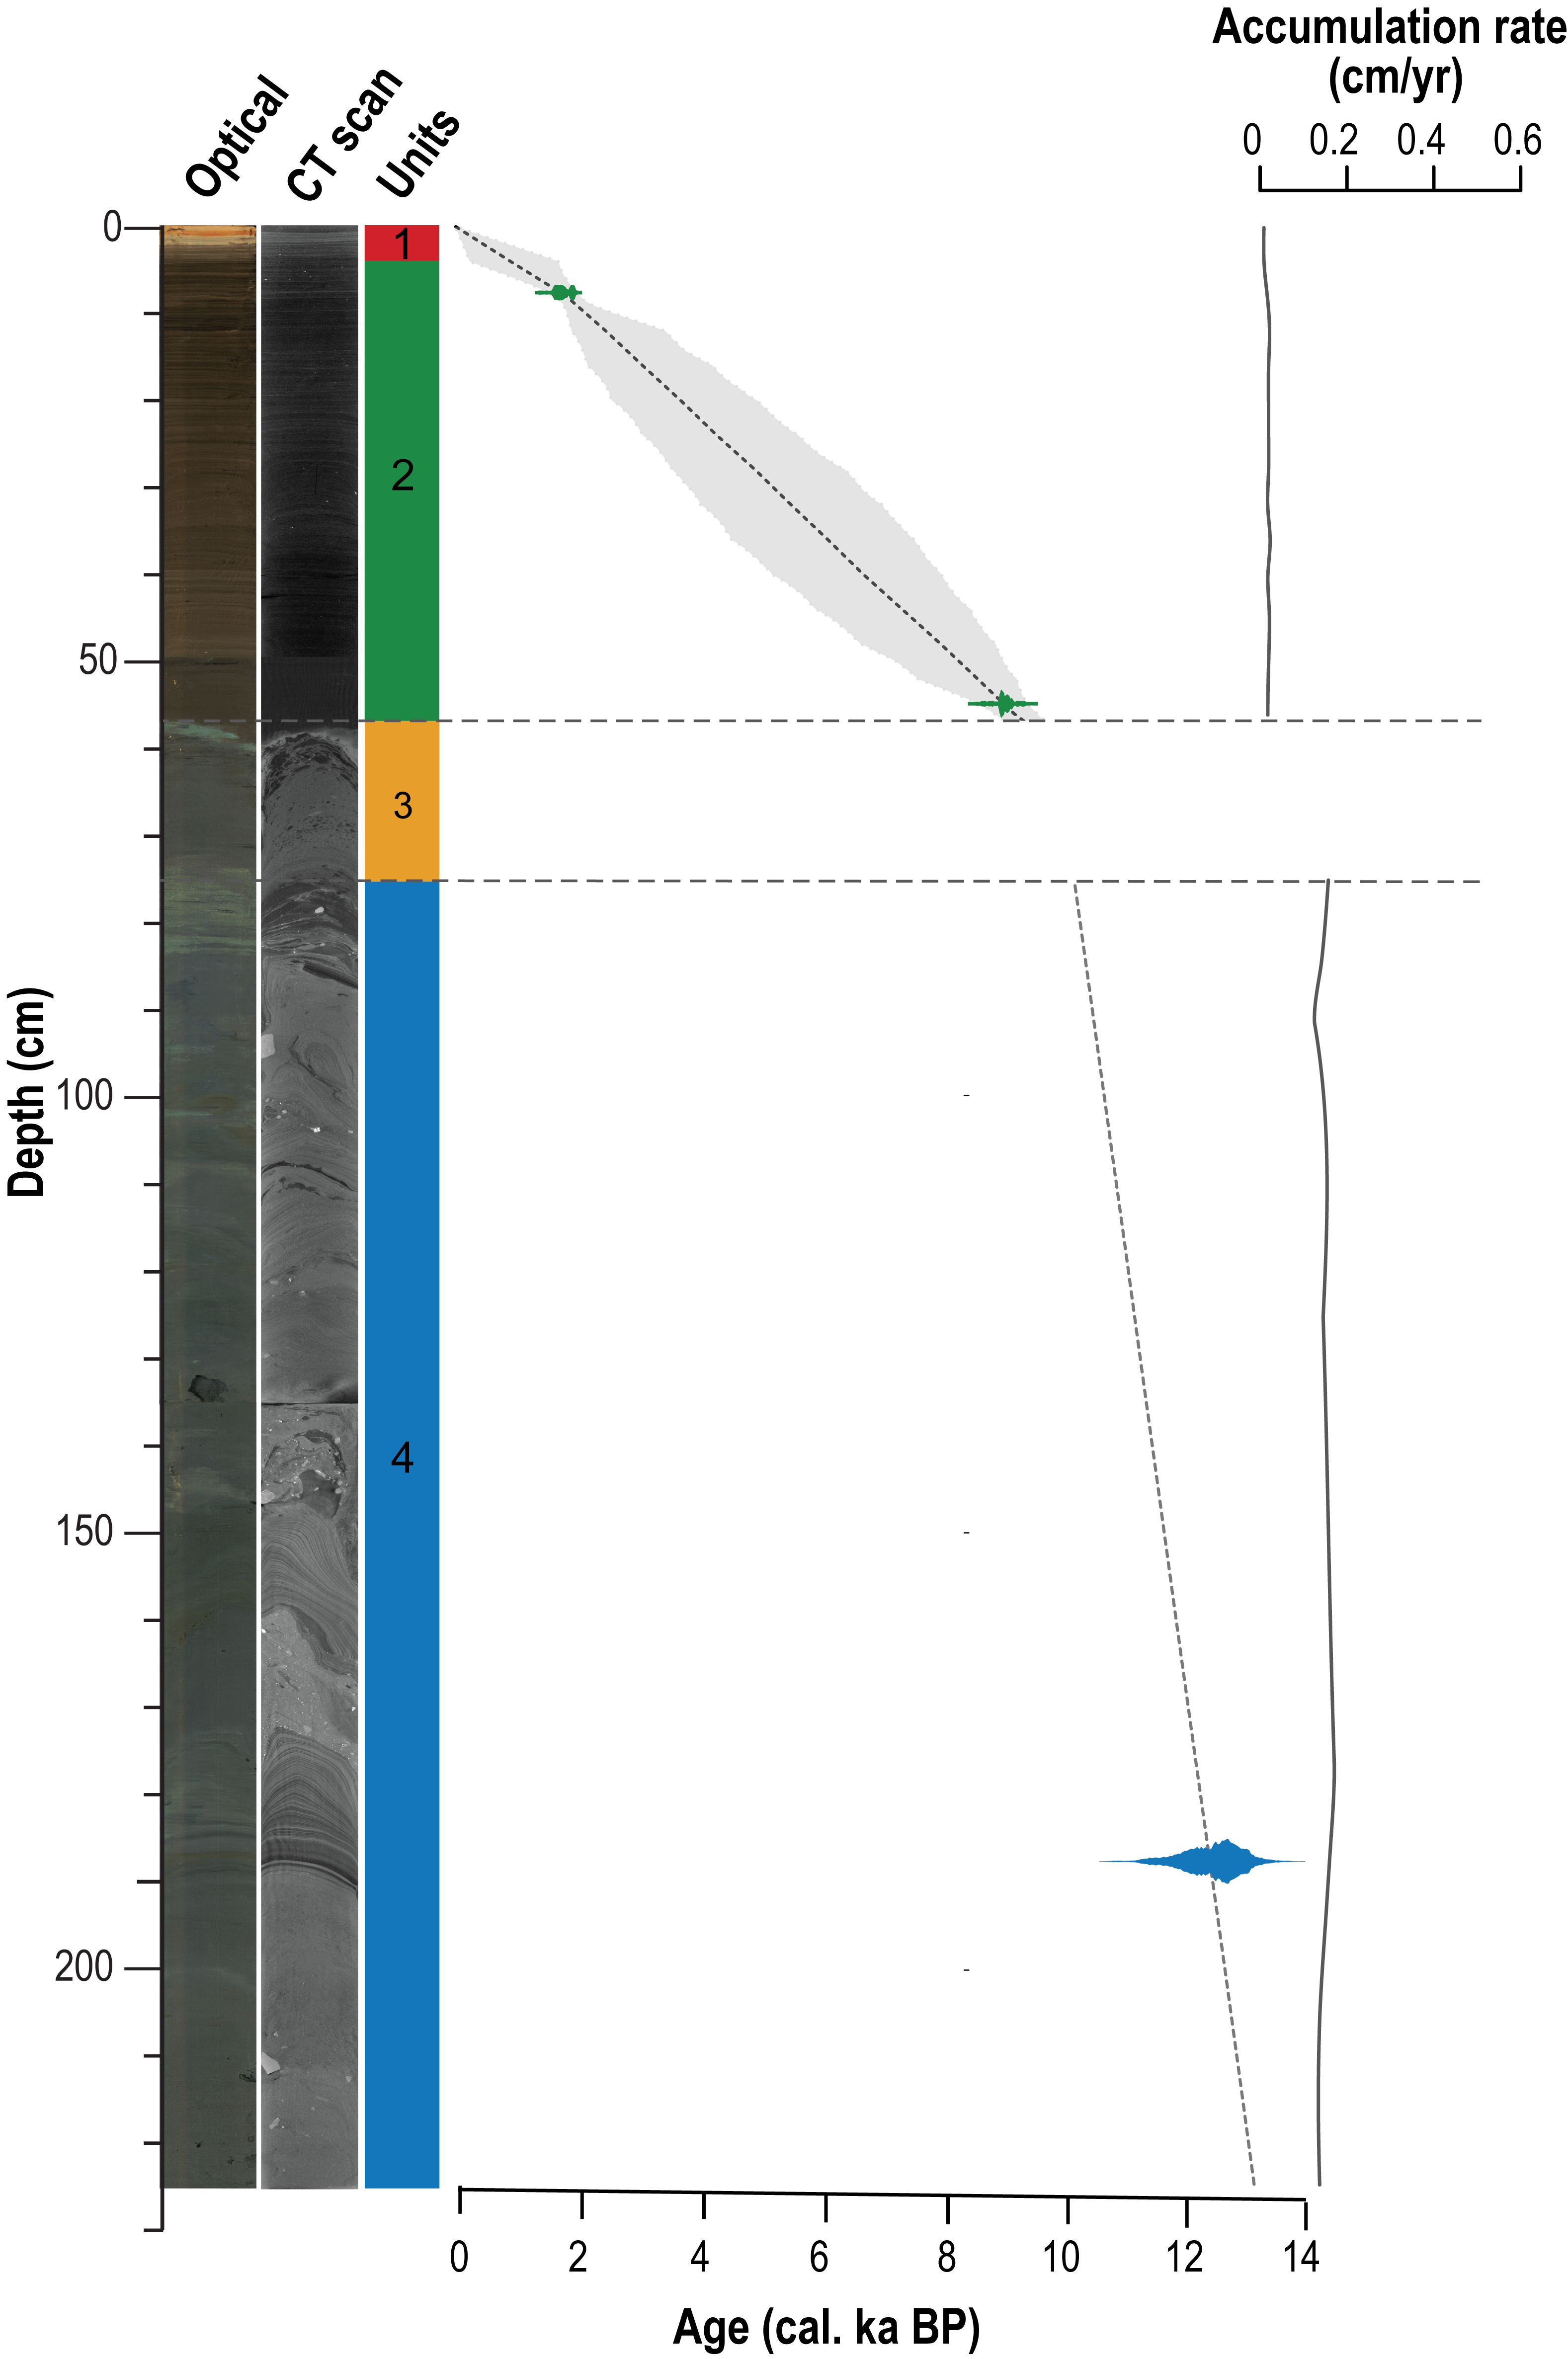 Accumulation rate
(cm/yr)
0 0.2 0.4 0.6
Optical
CT scan
Units
0
50
100
150
200
Depth (cm)
1
2
3
4
0 2 4 6 8 10 12 14
Age (cal. ka BP)